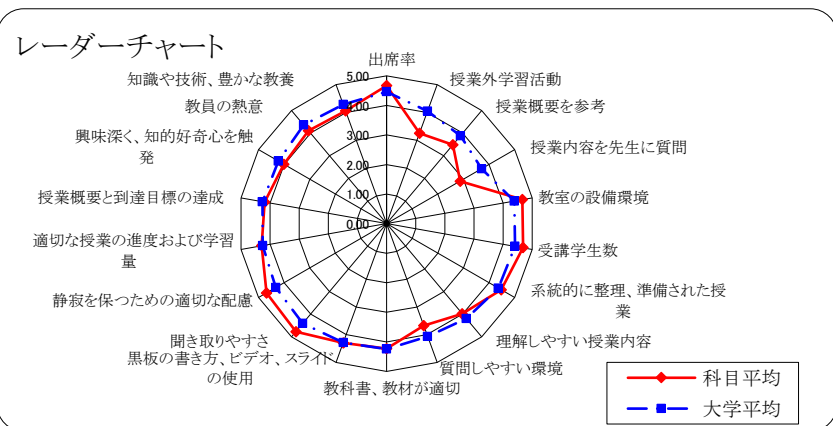 レーダーチャート
出席率
授業外学習活動
授業概要を参考
授業内容を先生に質問
教室の設備環境
受講学生数
系統的に整理、準備された授
業
理解しやすい授業内容
質問しやすい環境
教科書、教材が適切
黒板の書き方、ビデオ、スライド
の使用
聞き取りやすさ
静寂を保つための適切な配慮
適切な授業の進度および学習
量
授業概要と到達目標の達成
興味深く、知的好奇心を触
発
教員の熱意
知識や技術、豊かな教養
5.00
4.00
3.00
2.00
1.00
0.00
科目平均
大学平均